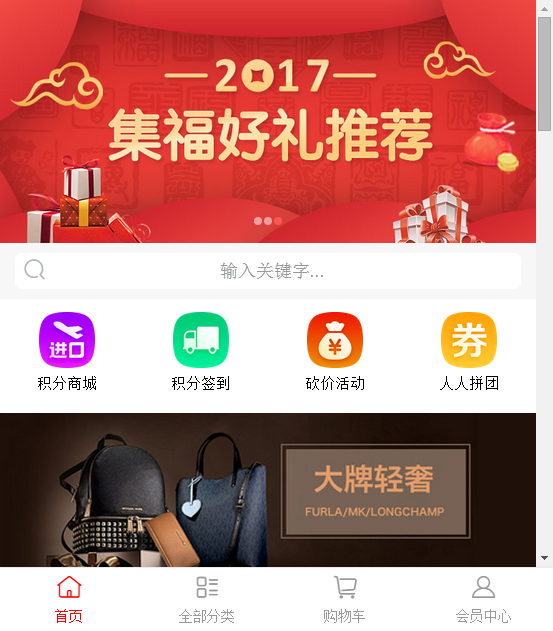 2017
集福好礼推荐
输入关键字...
进口
券
积分商城
积分签到
砍价活动
人人拼团
大牌轻奢
FURLA/MK/LONGCHAMP
首页
全部分类
购物车
会员中心